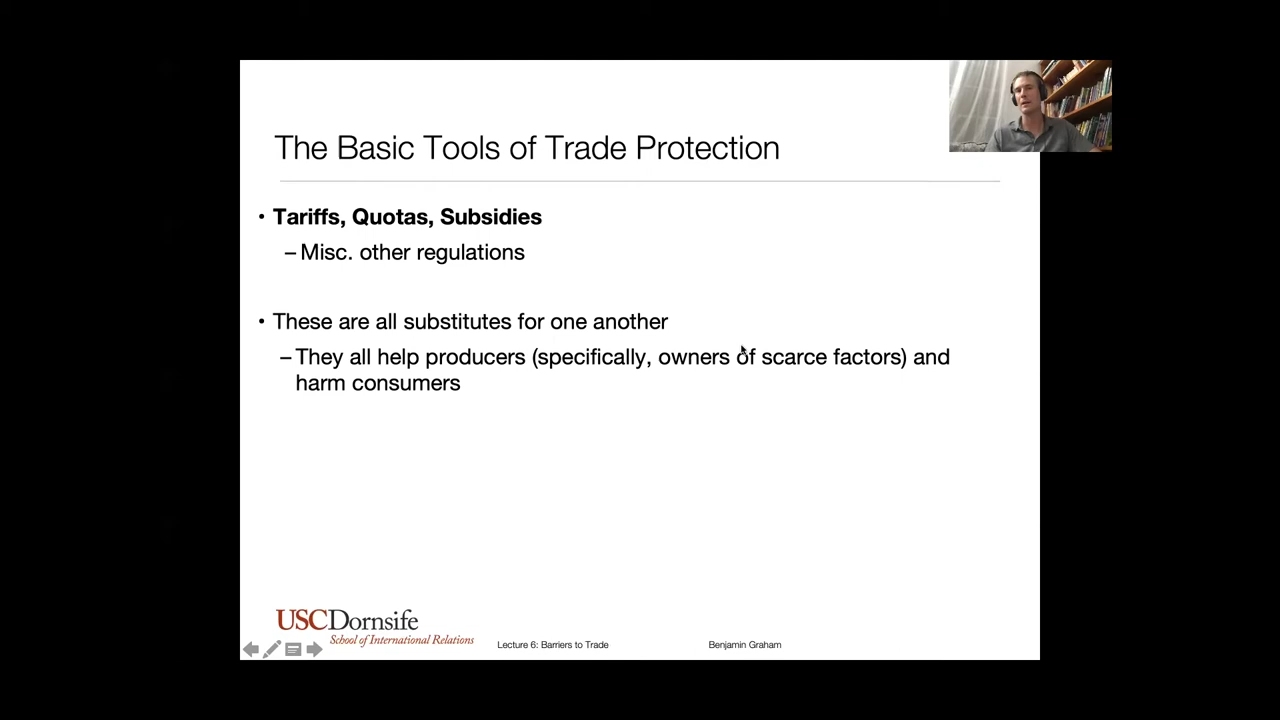 The Basic Tools of Trade Protection
• Tariffs, Quotas, Subsidies
– Misc. other regulations
• These are all substitutes for one another
– They all help producers (specifically, owners of scarce factors) and
harm consumers
USCDornsife
School of International Relations
Lecture 6: Barriers to Trade
Benjamin Graham